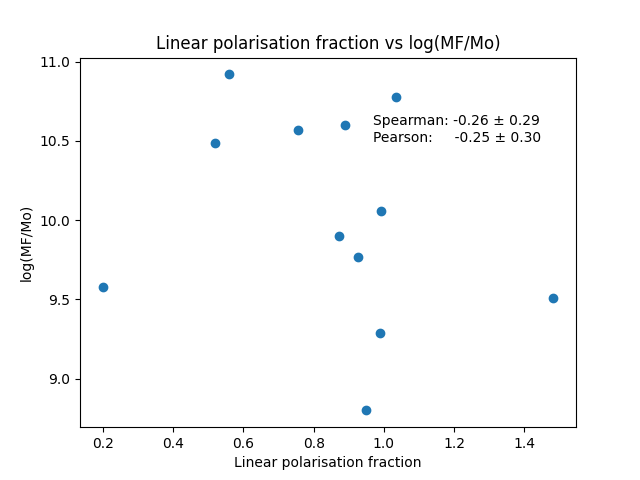 Linear polarisation fraction vs log(MF/Mo)
11.0
10.5
10.0
9.5
9.0
log(MF/Mo)
Spearman: -0.26 ± 0.29
Pearson: -0.25 ± 0.30
0.2 0.4 0.6 0.8 1.0 1.2 1.4
Linear polarisation fraction